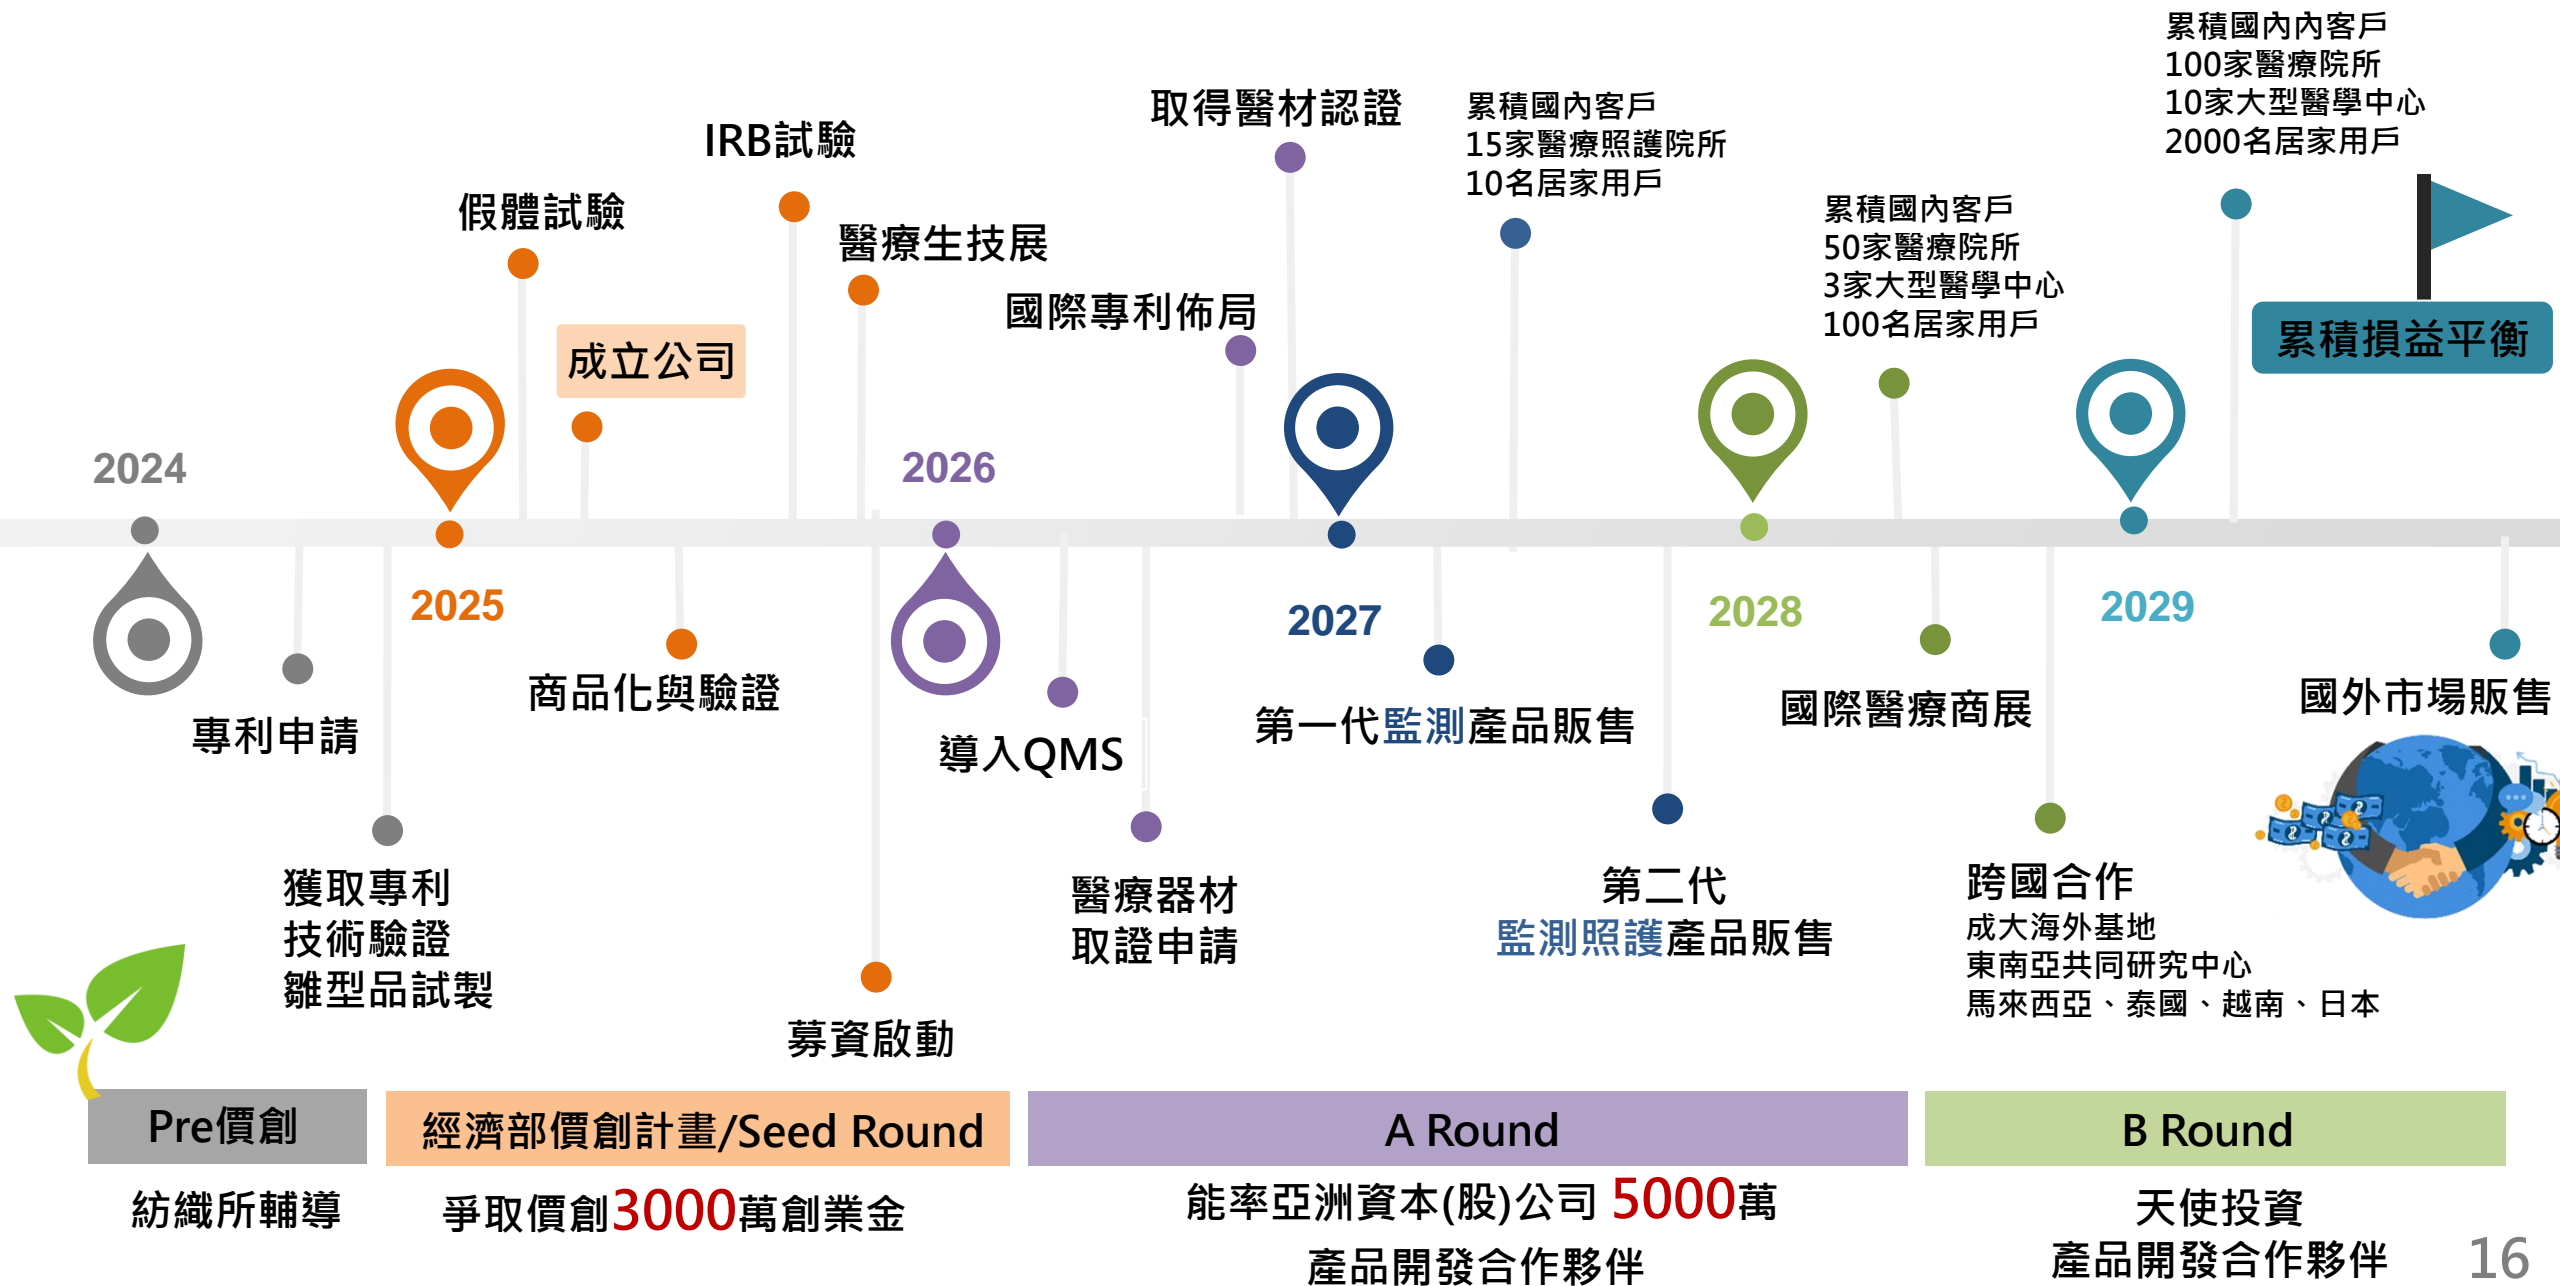 累積國內內客戶
100家醫療院所
10家大型醫學中心
2000名居家用戶
取得醫材認證
累積國內客戶
15家醫療照護院所
10名居家用戶
IRB試驗
假體試驗
醫療生技展
累積國內客戶
50家醫療院所
3家大型醫學中心
100名居家用戶
國際專利佈局
成立公司
累積損益平衡
2024
2026
2025
2027
2028
2029
專利申請
商品化與驗證
導入QMS
第一代監測產品販售
國際醫療商展
國外市場販售
獲取專利
技術驗證
雛型品試製
醫療器材
取證申請
第二代
監測照護產品販售
跨國合作
成大海外基地
東南亞共同研究中心
馬來西亞、泰國、越南、日本
募資啟動
Pre價創
經濟部價創計畫/Seed Round
A Round
B Round
紡織所輔導
爭取價創3000萬創業金
能率亞洲資本(股)公司 5000萬
產品開發合作夥伴
天使投資
產品開發合作夥伴
16